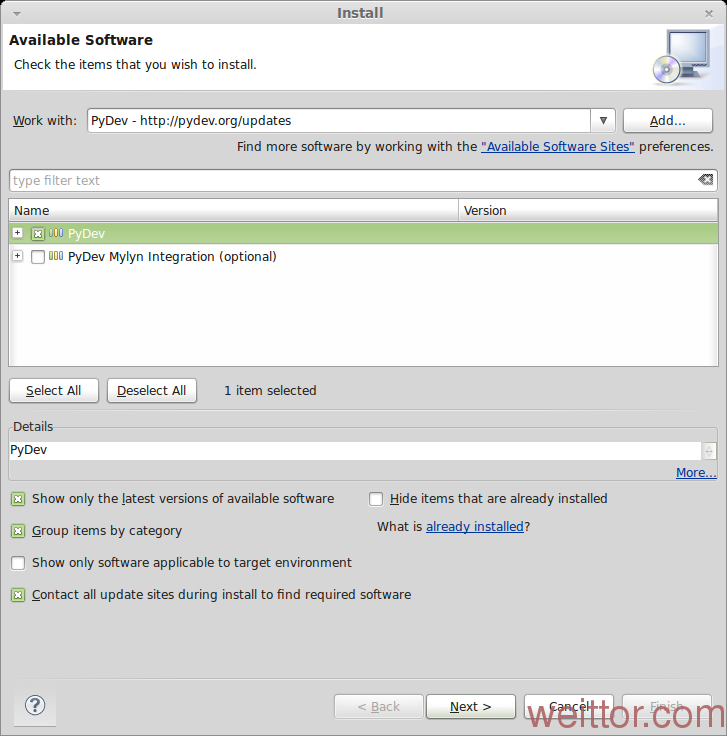 Install
Available Software
Check the items that you wish to install.
Work with: PyDev - http://pydev.org/updates Add...
Find more software by working with the "Available Software Sites" preferences.
type filter text
Name Version
PyDev
PyDev Mylyn Integration (optional)
Select All Deselect All 1 item selected
Details
PyDev
More...
Show only the latest versions of available software Hide items that are already installed
Group items by category What is already installed?
Show only software applicable to target environment
Contact all update sites during install to find required software
? < Back Next > Cancel Finish
weittor.com